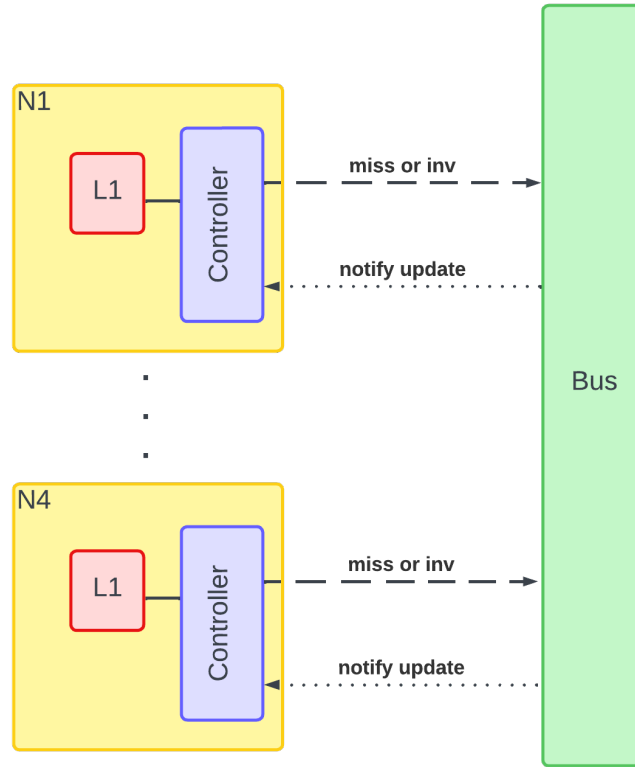 N1
L1
Controller
miss or inv
notify update
Bus
N4
L1
Controller
miss or inv
notify update